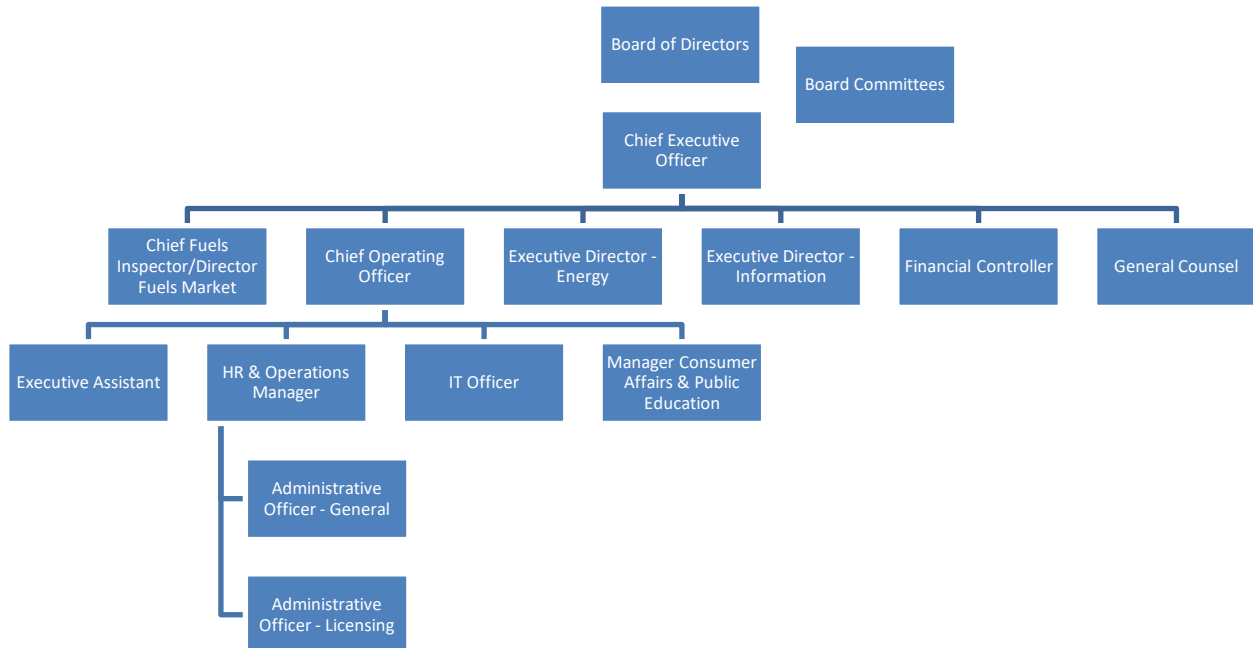 Board of Directors
Board Committees
Chief Executive
Officer
Chief Fuels
Inspector/Director
Fuels Market
Chief Operating
Officer
Executive Director -
Energy
Executive Director -
Information
Financial Controller
General Counsel
Executive Assistant
HR & Operations
Manager
IT Officer
Manager Consumer
Affairs & Public
Education
Administrative
Officer - General
Administrative
Officer - Licensing